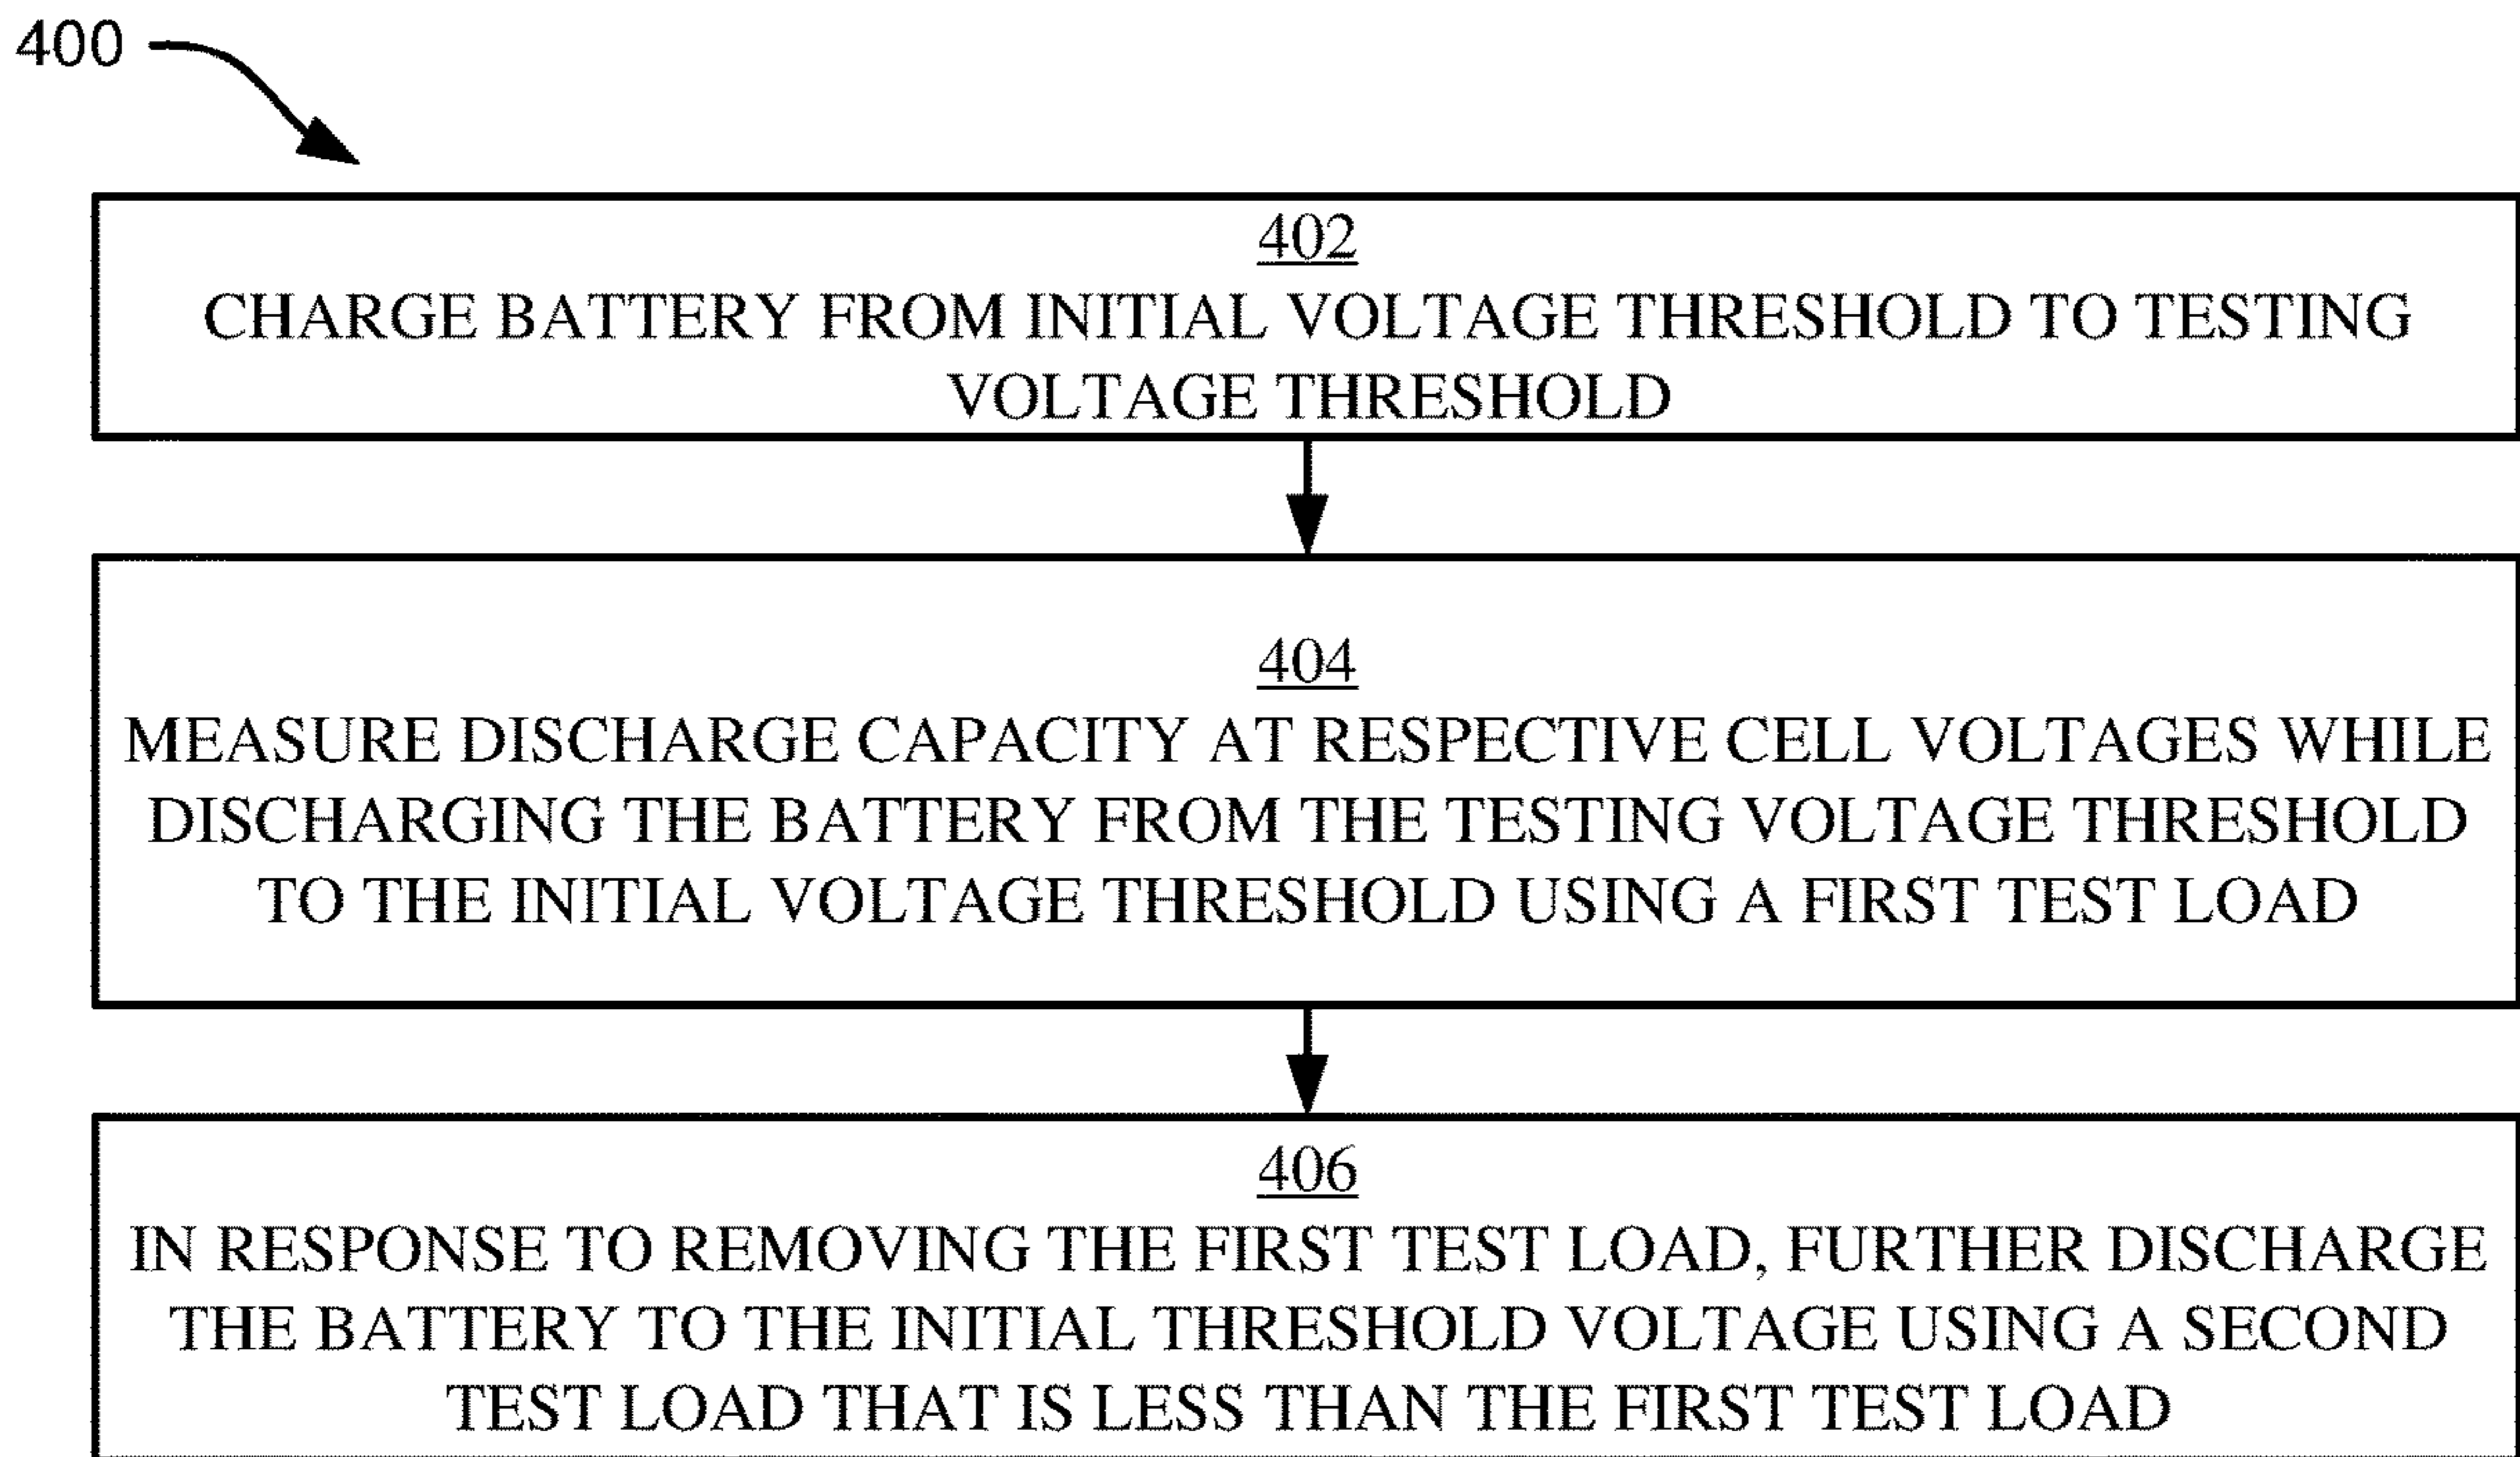 400
402
CHARGE BATTERY FROM INITIAL VOLTAGE THRESHOLD TO TESTING
VOLTAGE THRESHOLD
404
MEASURE DISCHARGE CAPACITY AT RESPECTIVE CELL VOLTAGES WHILE
DISCHARGING THE BATTERY FROM THE TESTING VOLTAGE THRESHOLD
TO THE INITIAL VOLTAGE THRESHOLD USING A FIRST TEST LOAD
406
IN RESPONSE TO REMOVING THE FIRST TEST LOAD, FURTHER DISCHARGE
THE BATTERY TO THE INITIAL THRESHOLD VOLTAGE USING A SECOND
TEST LOAD THAT IS LESS THAN THE FIRST TEST LOAD